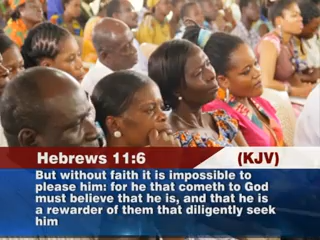 Hebrews 11:6 (KJV)
But without faith it is impossible to
please him: for he that cometh to God
must believe that he is, and that he is
a rewarder of them that diligently seek
him